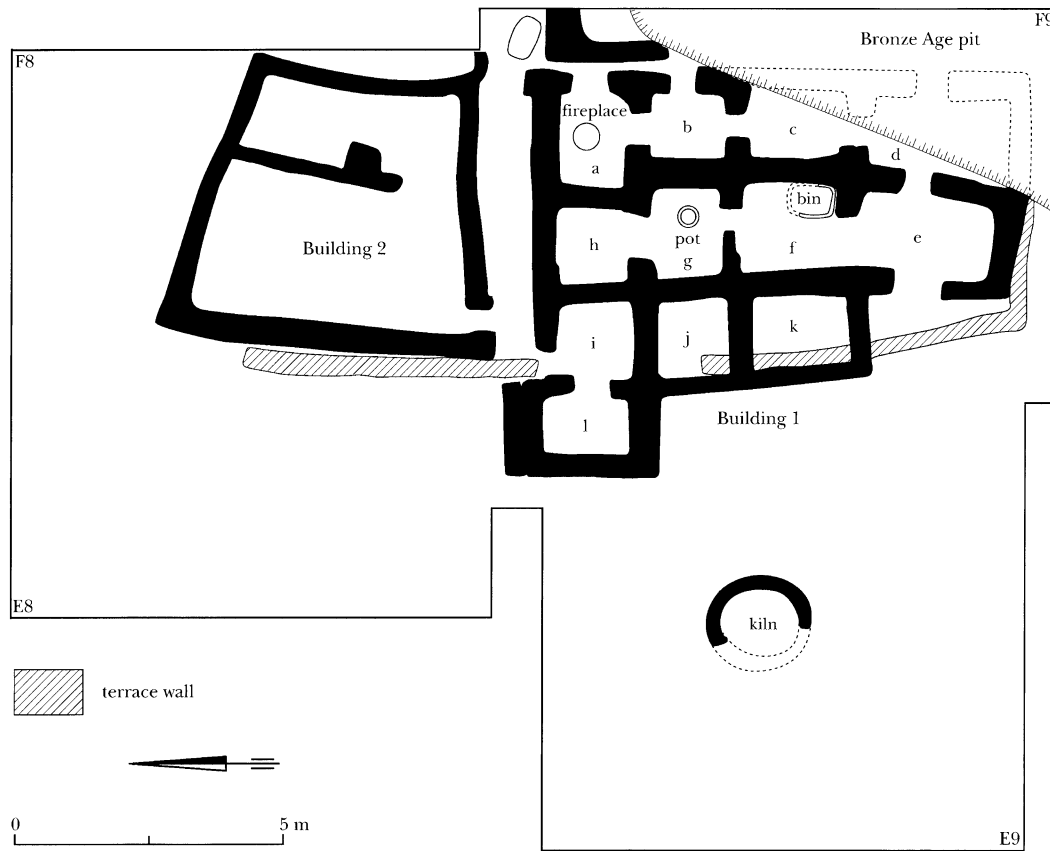 F8
F9
Bronze Age pit
fireplace
b
c
a
d
bin
Building 2
h
pot
g
f
e
i
j
k
l
Building 1
E8
kiln
terrace wall
0
5 m
E9